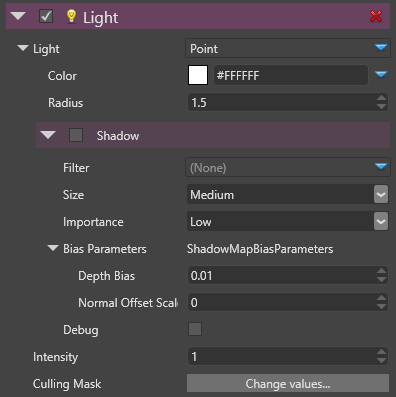 Light
Light Point
Color #FFFFFF
Radius 1.5
Shadow
Filter (None)
Size Medium
Importance Low
Bias Parameters ShadowMapBiasParameters
Depth Bias 0.01
Normal Offset Scal 0
Debug
Intensity 1
Culling Mask Change values...